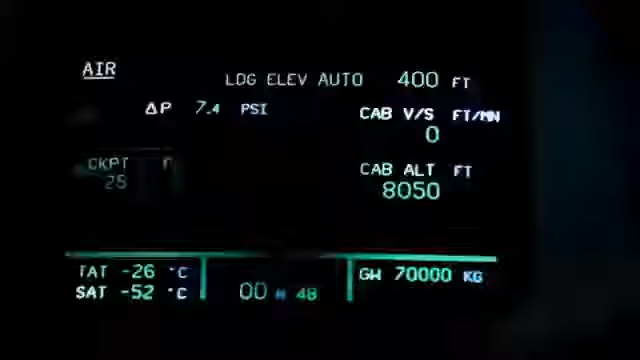 AIR
LDG ELEV AUTO 400 FT
ΔP 7.4 PSI
CAB V/S FT/MN
0
CKPT
25
CAB ALT FT
8050
TAT -26 °C
SAT -52 °C
00 H 48
GW 70000 KG